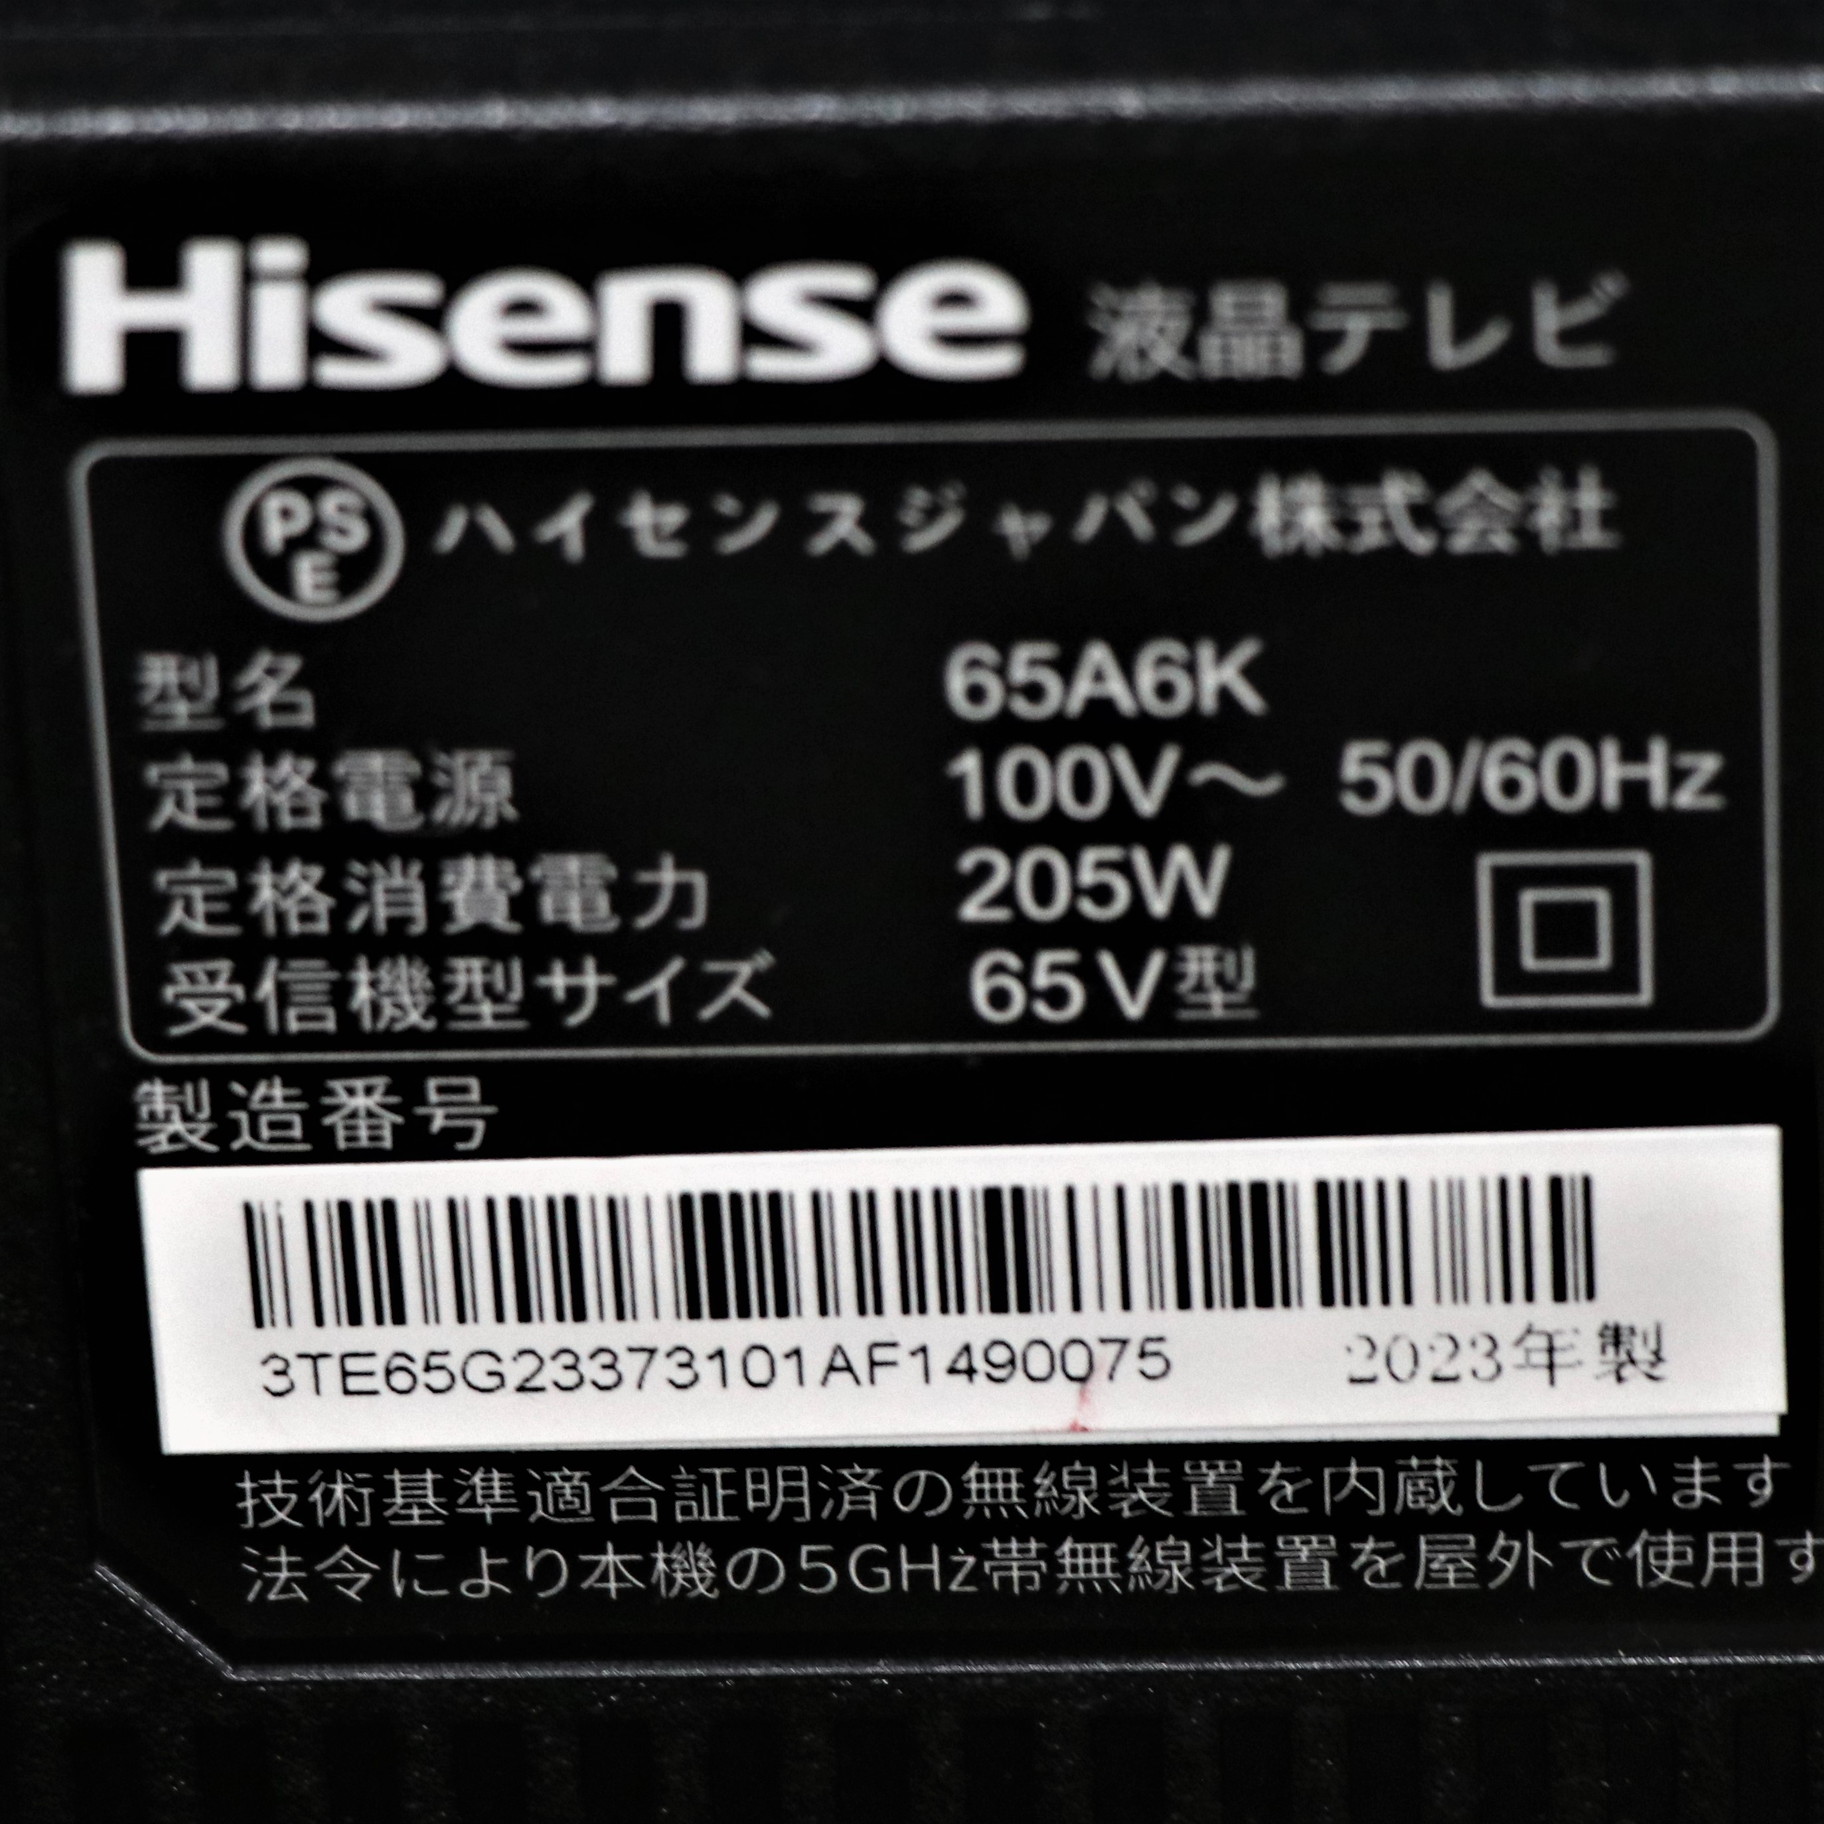 Hisense 液晶テレビ
PSE ハイセンスジャパン株式会社
型名 65A6K
定格電源 100V～ 50/60Hz
定格消費電力 205W
受信機型サイズ 65V型
製造番号
3TE65G23373101AF1490075 2023年製
技術基準適合証明済の無線装置を内蔵しています
法令により本機の5GHz帯無線装置を屋外で使用す